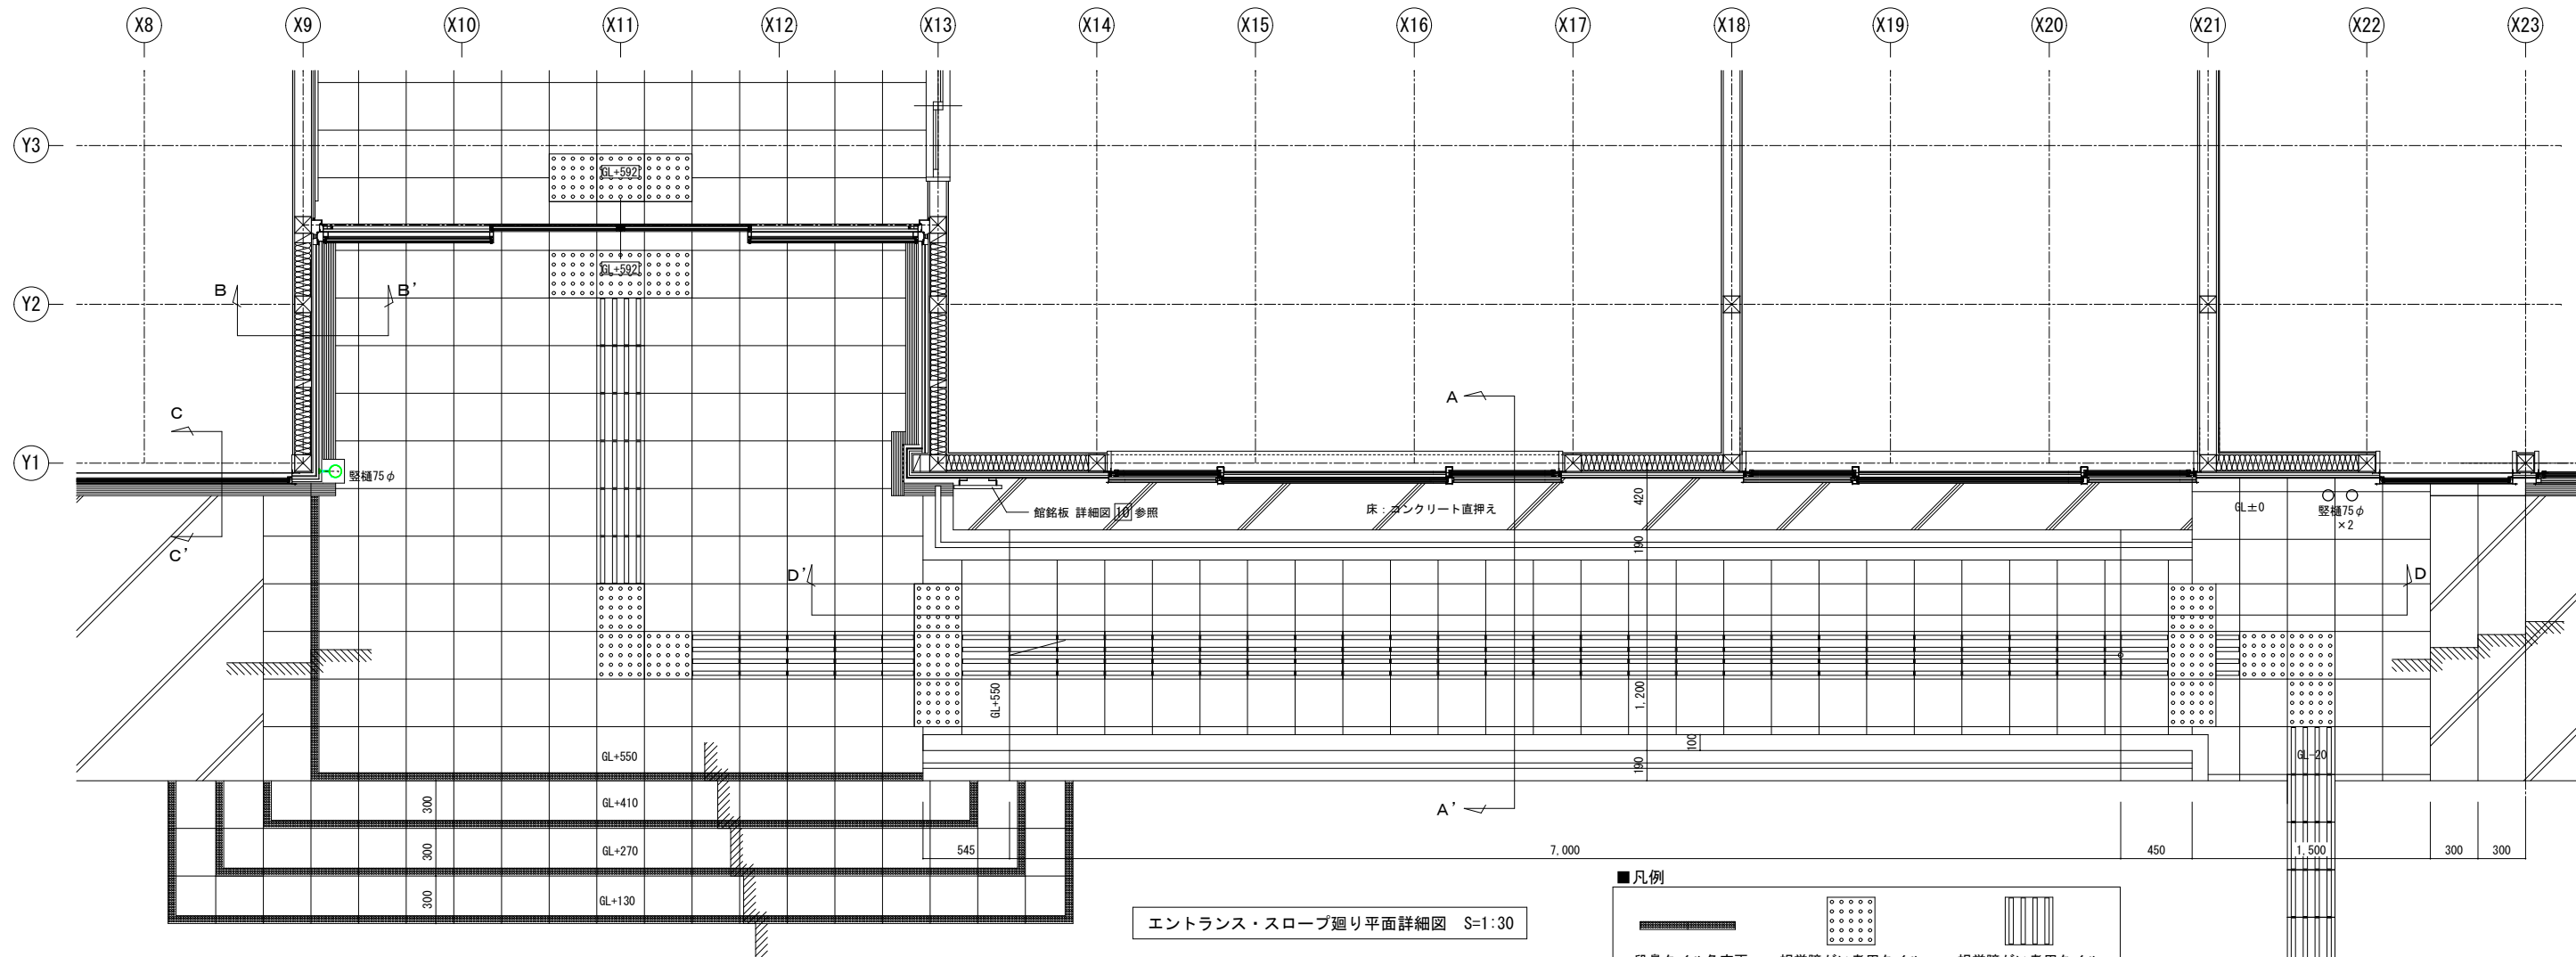 X8 X9 X10 X11 X12 X13 X14 X15 X16 X17 X18 X19 X20 X21 X22 X23
Y3
GL+592
GL+592
B B'
Y2
A
C
Y1
竪樋75φ
館銘板 詳細図 10 参照
床：コンクリート直押え
420
GL±0
竪樋75φ
×2
C'
190
D' D
GL+550
1,200
GL+550
100
190
GL-20
300
GL+410
A'
300
GL+270
545 7,000 450 1,500 300 300
■凡例
300
GL+130
エントランス・スロープ廻り平面詳細図 S=1:30